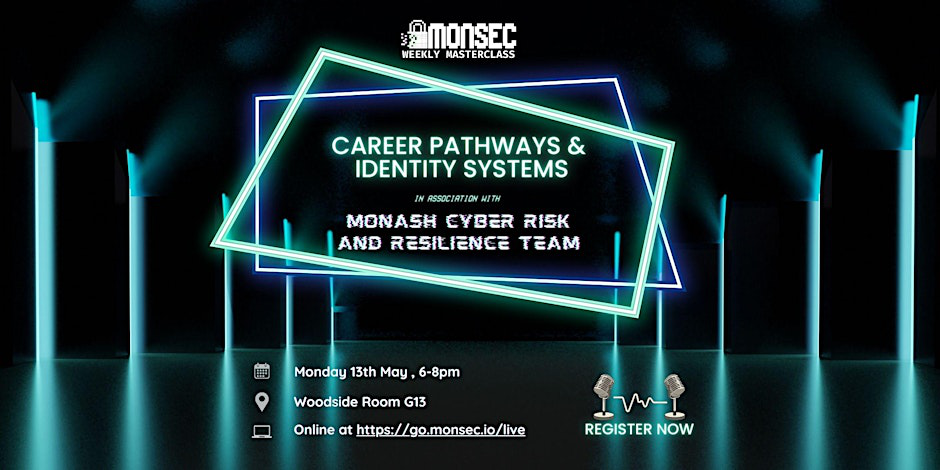 MONSEC
WEEKLY MASTERCLASS
CAREER PATHWAYS &
IDENTITY SYSTEMS
IN ASSOCIATION WITH
MONASH CYBER RISK
AND RESILIENCE TEAM
Monday 13th May , 6-8pm
Woodside Room G13
Online at https://go.monsec.io/live
REGISTER NOW